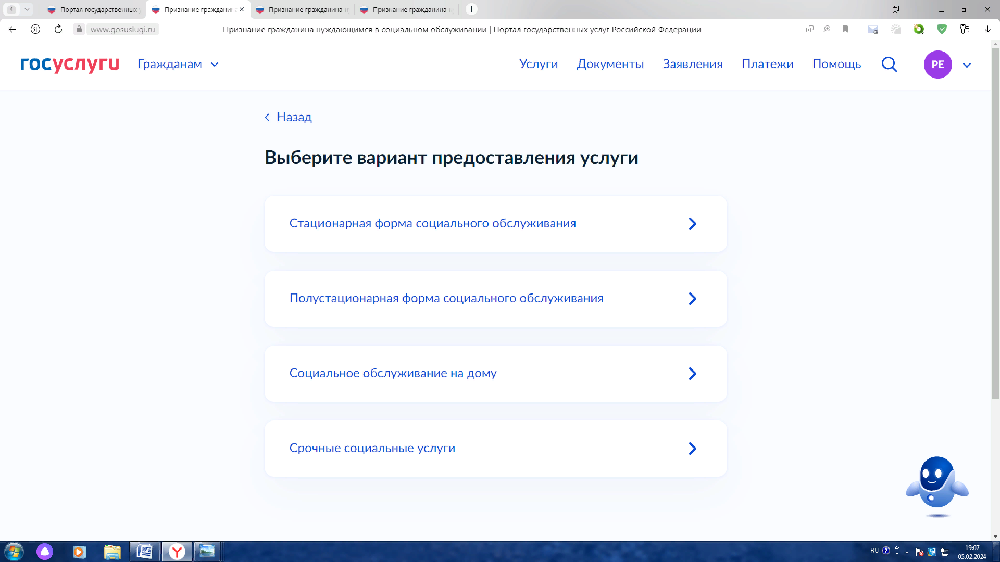 4
Портал государственных
Признание гражданина
Признание гражданина н
Признание гражданина н
www.gosuslugi.ru
Признание гражданина нуждающимся в социальном обслуживании | Портал государственных услуг Российской Федерации
госуслуги
Гражданам
Услуги
Документы
Заявления
Платежи
Помощь
РЕ
Назад
Выберите вариант предоставления услуги
Стационарная форма социального обслуживания
Полустационарная форма социального обслуживания
Социальное обслуживание на дому
Срочные социальные услуги
RU
19:07
05.02.2024